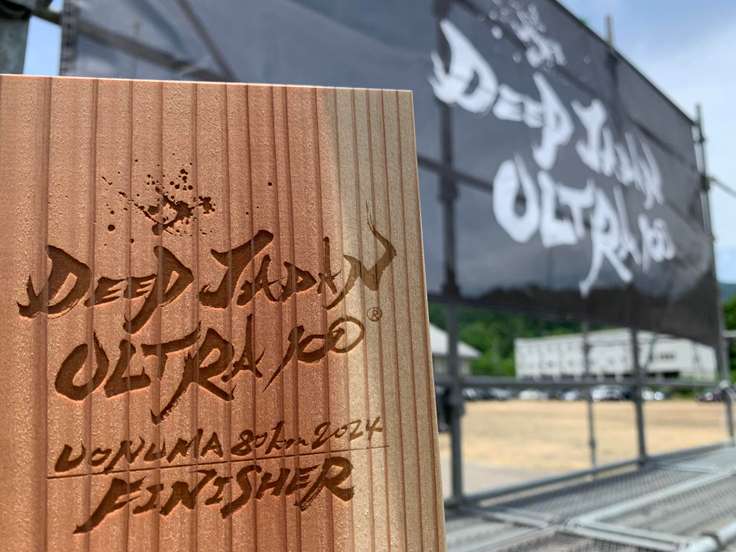 DEEP JAPAN
ULTRA 100®
UONUMA 80km 2024
FINISHER
DEEP JAPAN
ULTRA 100